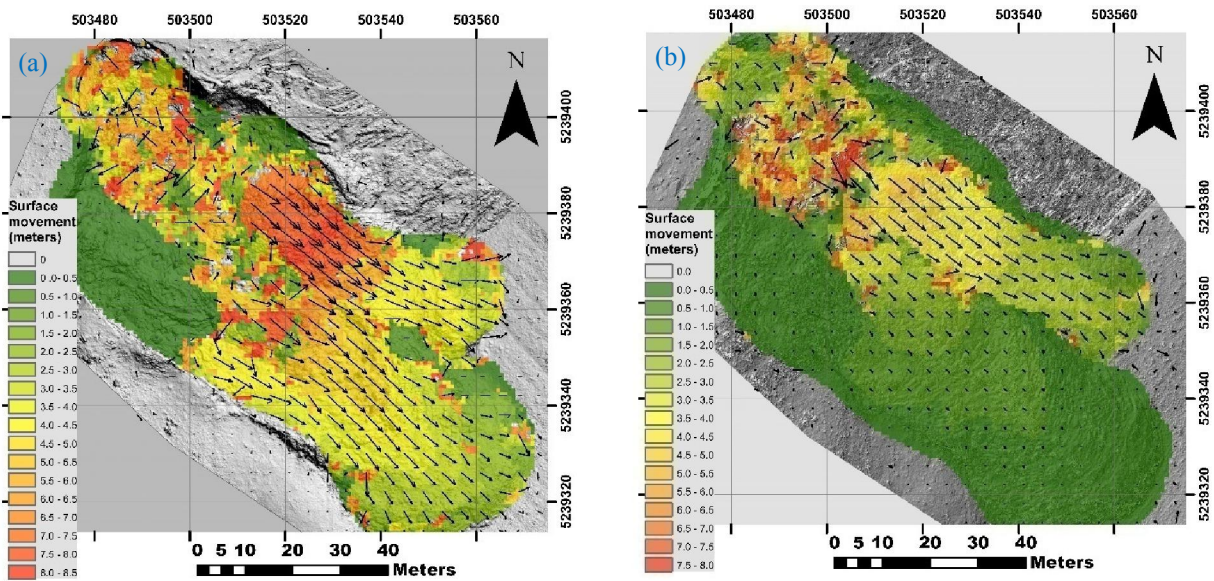 503480 503500 503520 503540 503560
(a)
N
5239400
5239380
5239360
5239340
5239320
Surface
movement
(meters)
0
0.0 - 0.5
0.5 - 1.0
1.0 - 1.5
1.5 - 2.0
2.0 - 2.5
2.5 - 3.0
3.0 - 3.5
3.5 - 4.0
4.0 - 4.5
4.5 - 5.0
5.0 - 6.5
5.5 - 6.0
6.0 - 6.5
6.5 - 7.0
7.0 - 7.5
7.5 - 8.0
8.0 - 8.5
0 5 10 20 30 40
Meters
503480 503500 503520 503540 503560
(b)
N
5239400
5239380
5239360
5239340
5239320
Surface
movement
(meters)
0.0
0.0 - 0.5
0.5 - 1.0
1.0 - 1.5
1.5 - 2.0
2.0 - 2.5
2.5 - 3.0
3.0 - 3.5
3.5 - 4.0
4.0 - 4.5
4.5 - 5.0
5.0 - 5.5
5.5 - 6.0
6.0 - 6.5
6.5 - 7.0
7.0 - 7.5
7.5 - 8.0
0 5 10 20 30 40
Meters